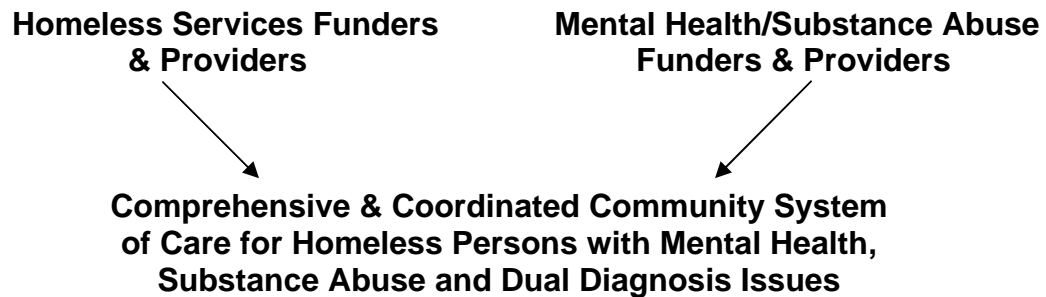 Homeless Services Funders
& Providers
Mental Health/Substance Abuse
Funders & Providers
Comprehensive & Coordinated Community System
of Care for Homeless Persons with Mental Health,
Substance Abuse and Dual Diagnosis Issues